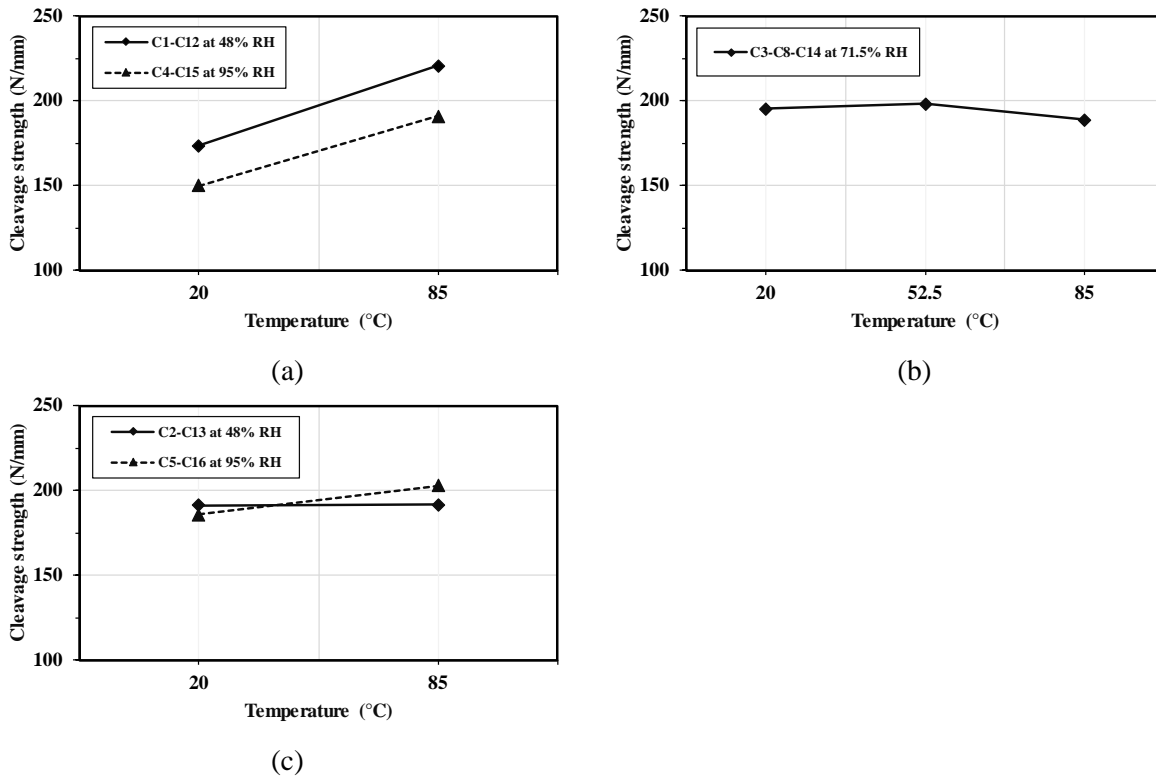 250
200
150
100
Cleavage strength (N/mm)
C1-C12 at 48% RH
C4-C15 at 95% RH
20
85
Temperature (°C)
(a)
250
200
150
100
Cleavage strength (N/mm)
C3-C8-C14 at 71.5% RH
20
52.5
85
Temperature (°C)
(b)
250
200
150
100
Cleavage strength (N/mm)
C2-C13 at 48% RH
C5-C16 at 95% RH
20
85
Temperature (°C)
(c)